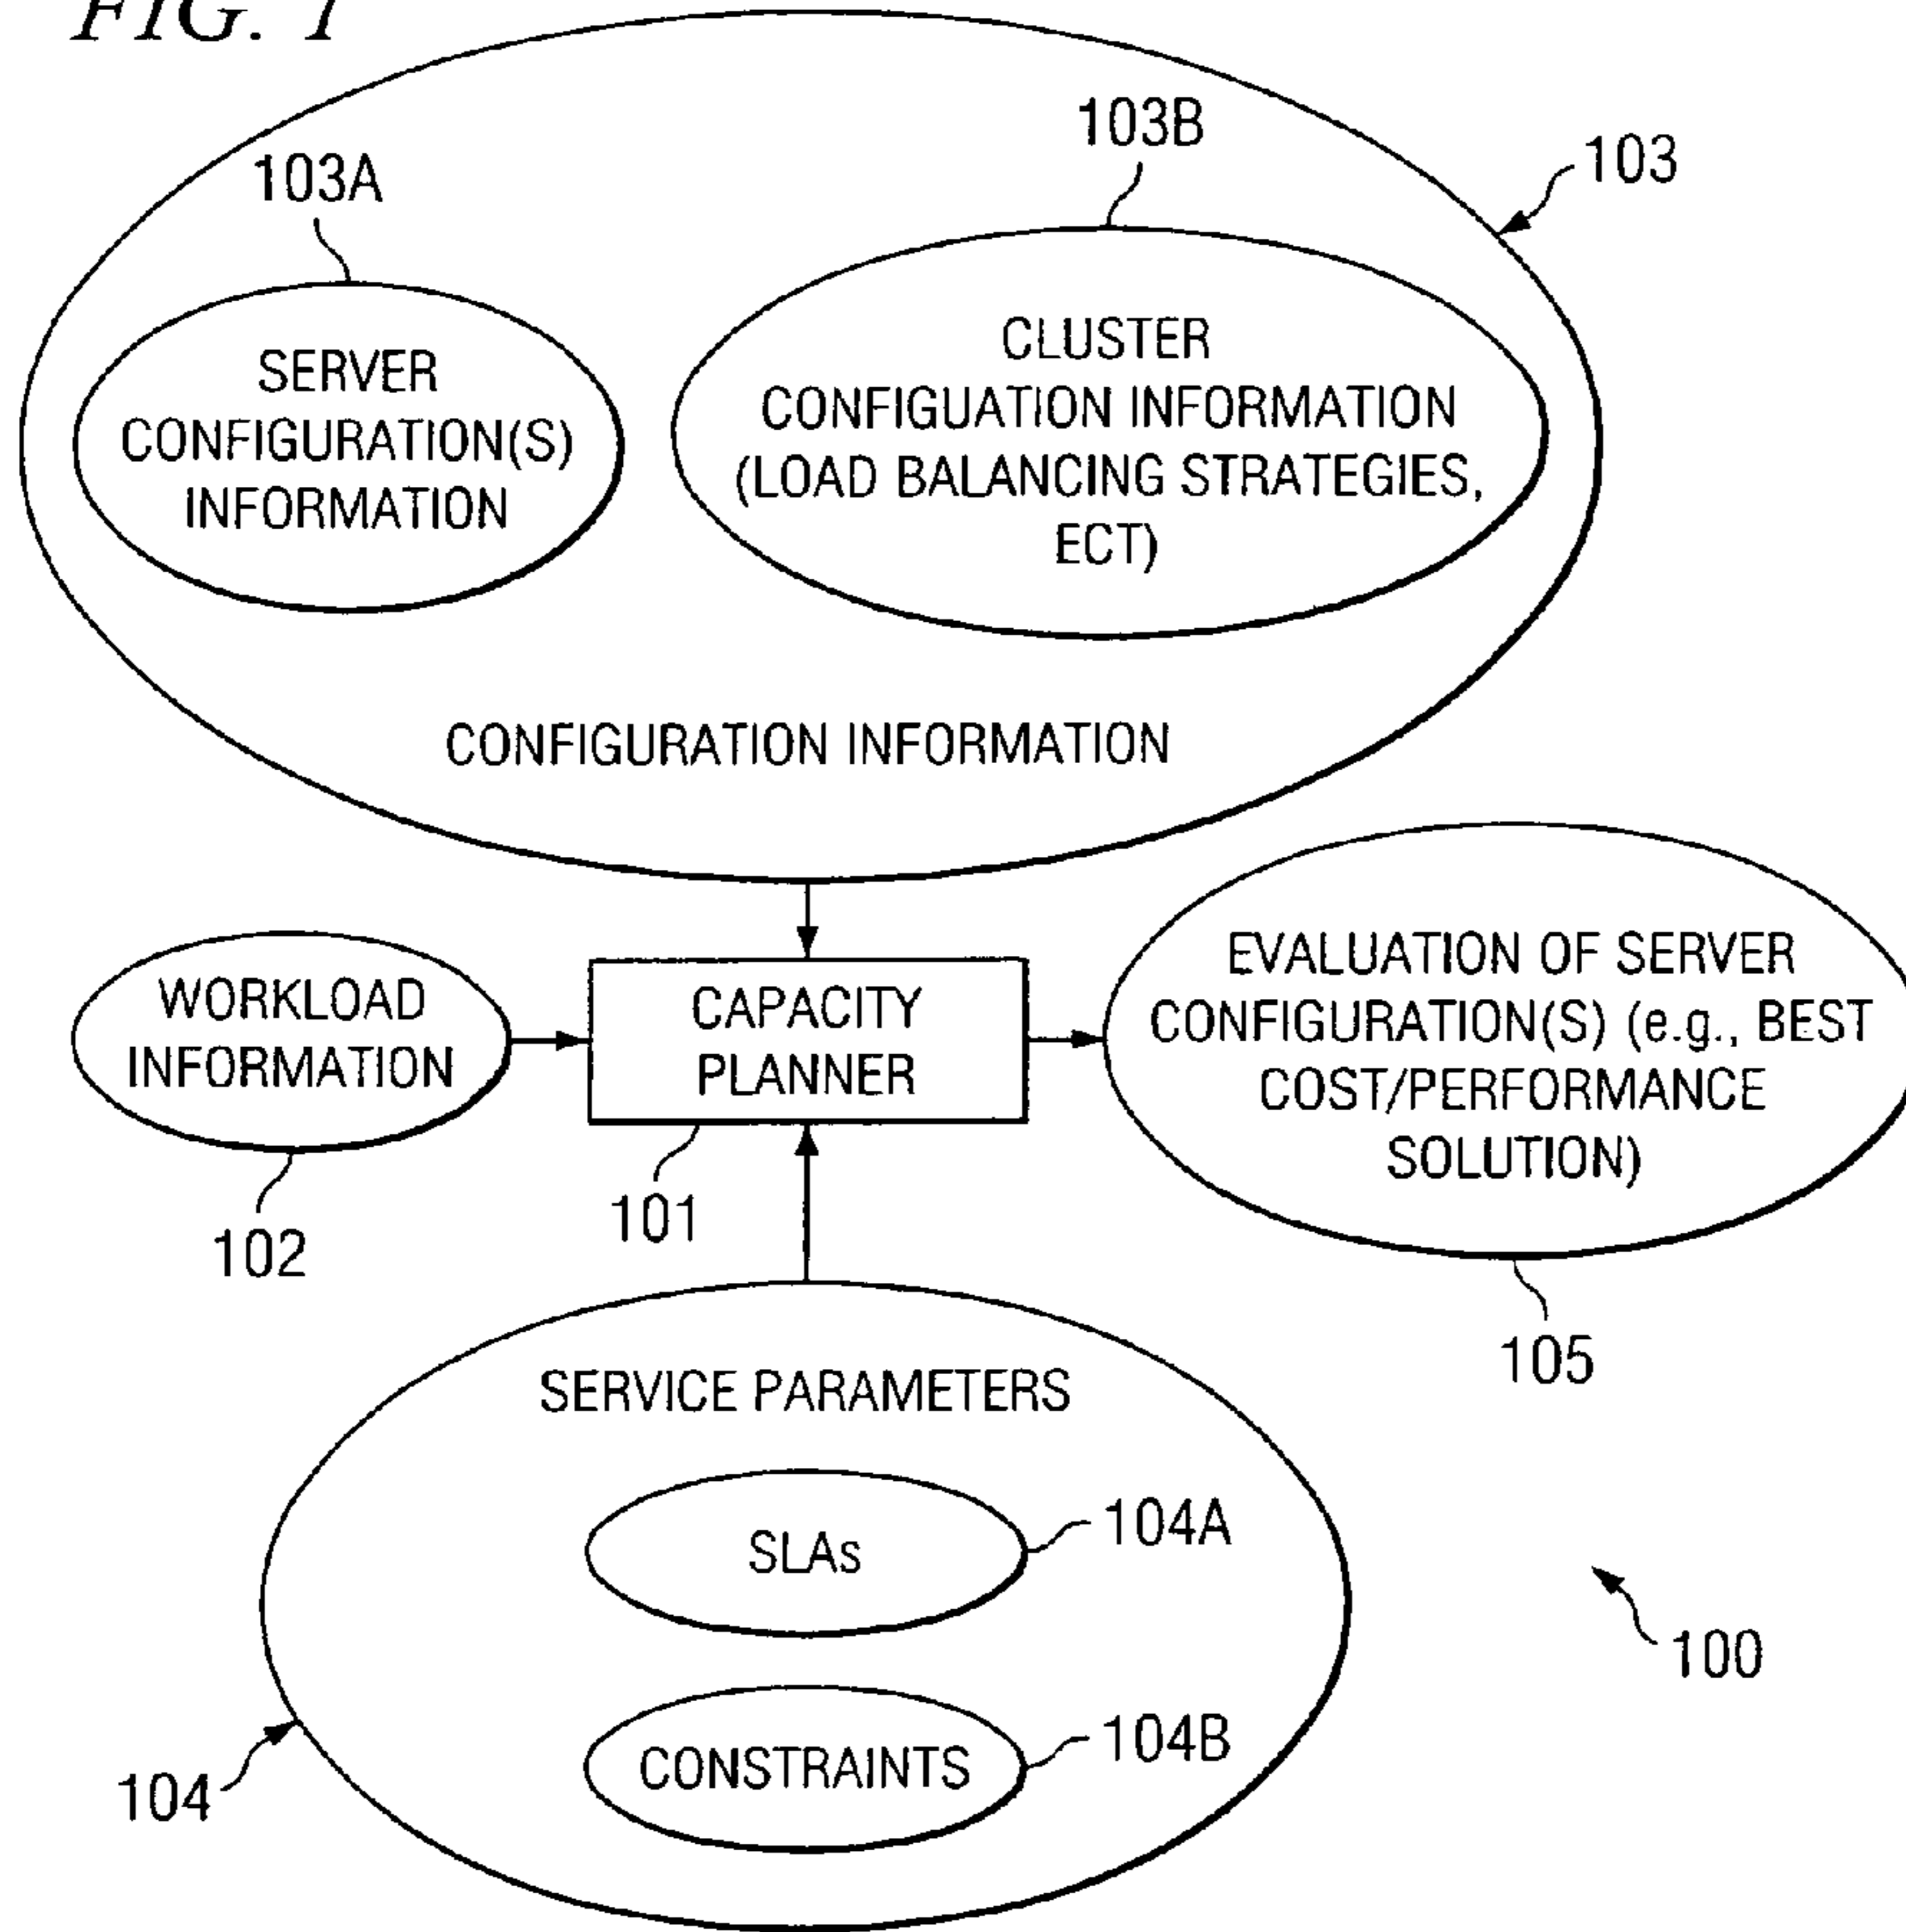 FIG. 1
103A
103B
103
SERVER
CONFIGURATION(S)
INFORMATION
CLUSTER
CONFIGUATION INFORMATION
(LOAD BALANCING STRATEGIES,
ECT)
CONFIGURATION INFORMATION
WORKLOAD
INFORMATION
102
CAPACITY
PLANNER
101
EVALUATION OF SERVER
CONFIGURATION(S) (e.g., BEST
COST/PERFORMANCE
SOLUTION)
105
SERVICE PARAMETERS
SLAs
104A
CONSTRAINTS
104B
104
100